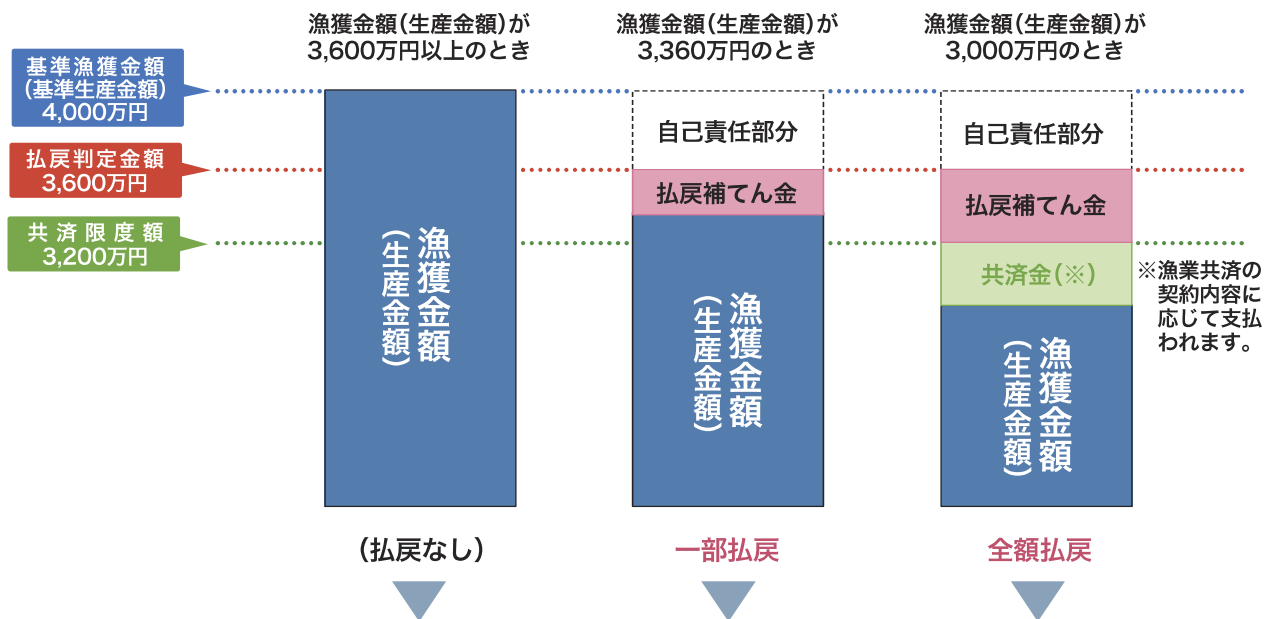 漁獲金額（生産金額）が
3,600万円以上のとき
漁獲金額（生産金額）が
3,360万円のとき
漁獲金額（生産金額）が
3,000万円のとき
基準漁獲金額
（基準生産金額）
4,000万円
払戻判定金額
3,600万円
共済限度額
3,200万円
漁獲金額
（生産金額）
自己責任部分
払戻補てん金
漁獲金額
（生産金額）
自己責任部分
払戻補てん金
共済金（※）
漁獲金額
（生産金額）
※漁業共済の
契約内容に
応じて支払
われます。
（払戻なし）
一部払戻
全額払戻